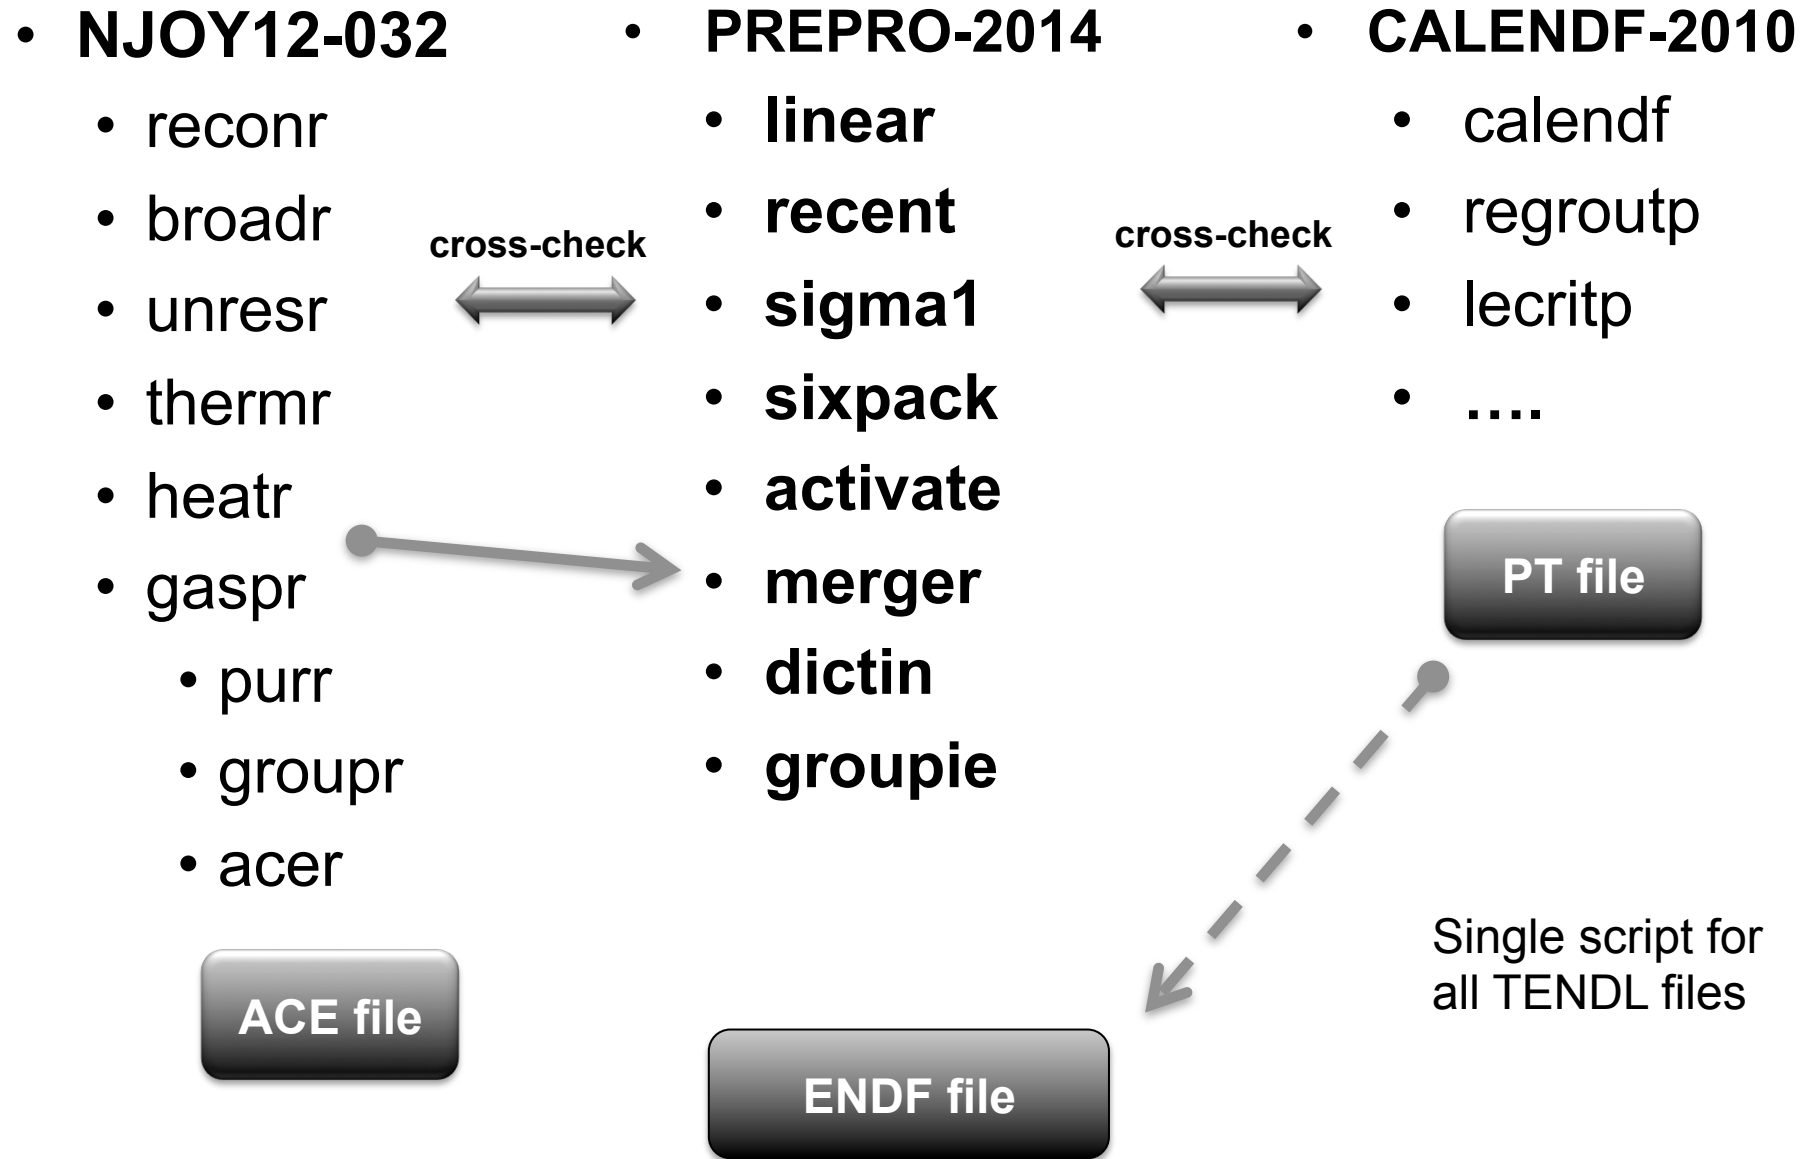 • NJOY12-032
• reconr
• broadr
• unresr
• thermr
• heatr
• gaspr
• purr
• groupr
• acer
ACE file
cross-check
• PREPRO-2014
• linear
• recent
• sigma1
• sixpack
• activate
• merger
• dictin
• groupie
ENDF file
cross-check
• CALENDF-2010
• calendf
• regroutp
• lecritp
• ....
PT file
Single script for
all TENDL files